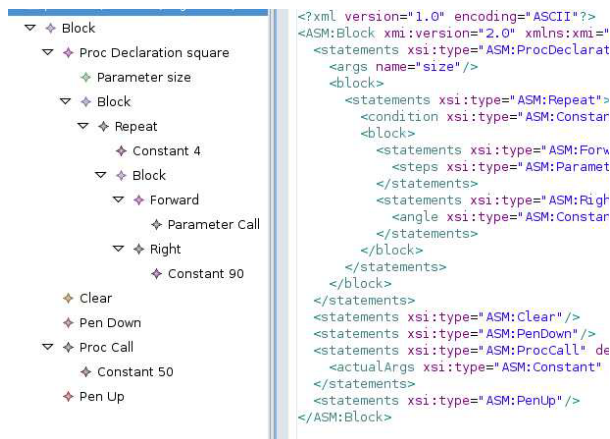 Block
Proc Declaration square
Parameter size
Block
Repeat
Constant 4
Block
Forward
Parameter Call
Right
Constant 90
Clear
Pen Down
Proc Call
Constant 50
Pen Up
<?xml version="1.0" encoding="ASCII"?>
<ASM:Block xmi:version="2.0" xmlns:xmi="
<statements xsi:type="ASM:ProcDeclarat
<args name="size"/>
<block>
<statements xsi:type="ASM:Repeat">
<condition xsi:type="ASM:Constan
<block>
<statements xsi:type="ASM:Forw
<steps xsi:type="ASM:Paramet
</statements>
<statements xsi:type="ASM:Righ
<angle xsi:type="ASM:Constan
</statements>
</block>
</statements>
</block>
</statements>
<statements xsi:type="ASM:Clear"/>
<statements xsi:type="ASM:PenDown"/>
<statements xsi:type="ASM:ProcCall" de
<actualArgs xsi:type="ASM:Constant"
</statements>
<statements xsi:type="ASM:PenUp"/>
</ASM:Block>